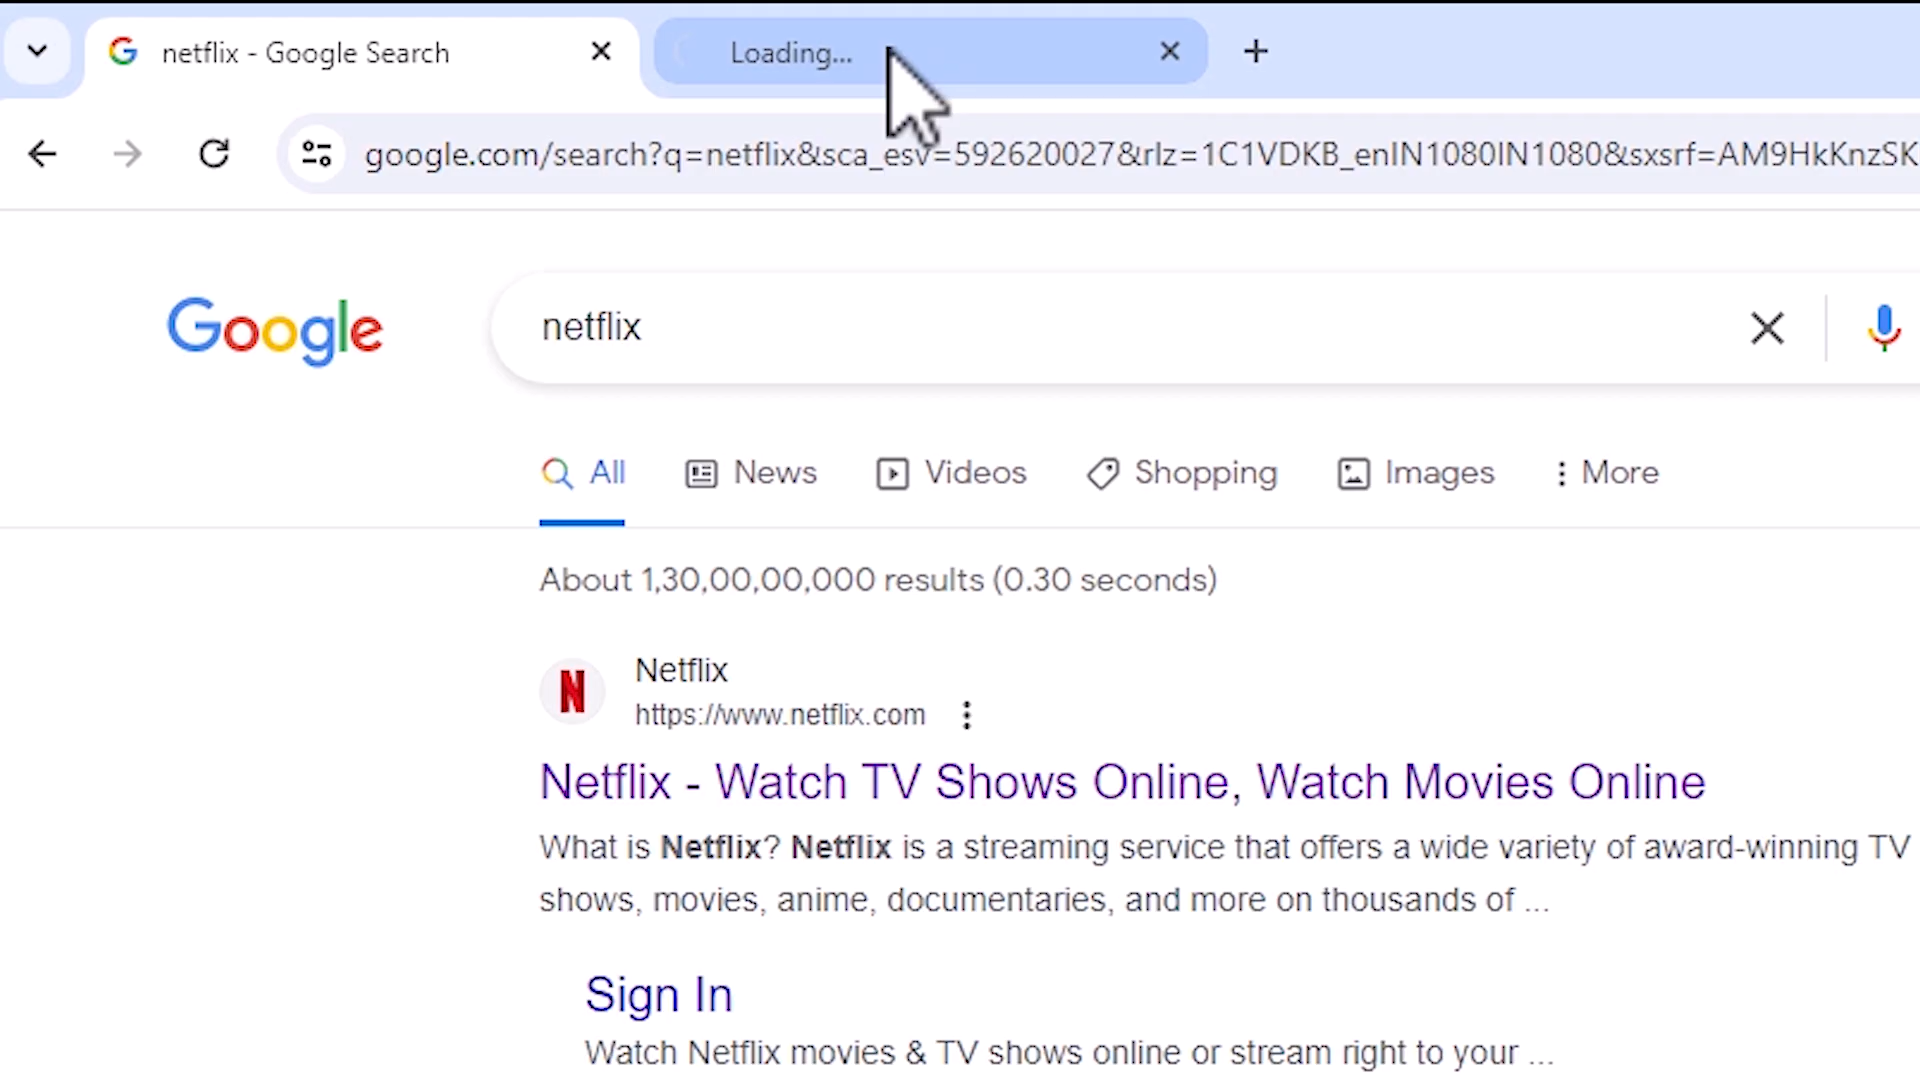 netflix - Google Search
Loading...
google.com/search?q=netflix&sca_esv=592620027&rlz=1C1VDKB_enIN1080IN1080&sxsrf=AM9HkKnzSK
Google
netflix
All News Videos Shopping Images More
About 1,30,00,00,000 results (0.30 seconds)
N
Netflix
https://www.netflix.com
Netflix - Watch TV Shows Online, Watch Movies Online
What is Netflix? Netflix is a streaming service that offers a wide variety of award-winning TV
shows, movies, anime, documentaries, and more on thousands of ...
Sign In
Watch Netflix movies & TV shows online or stream right to your ...